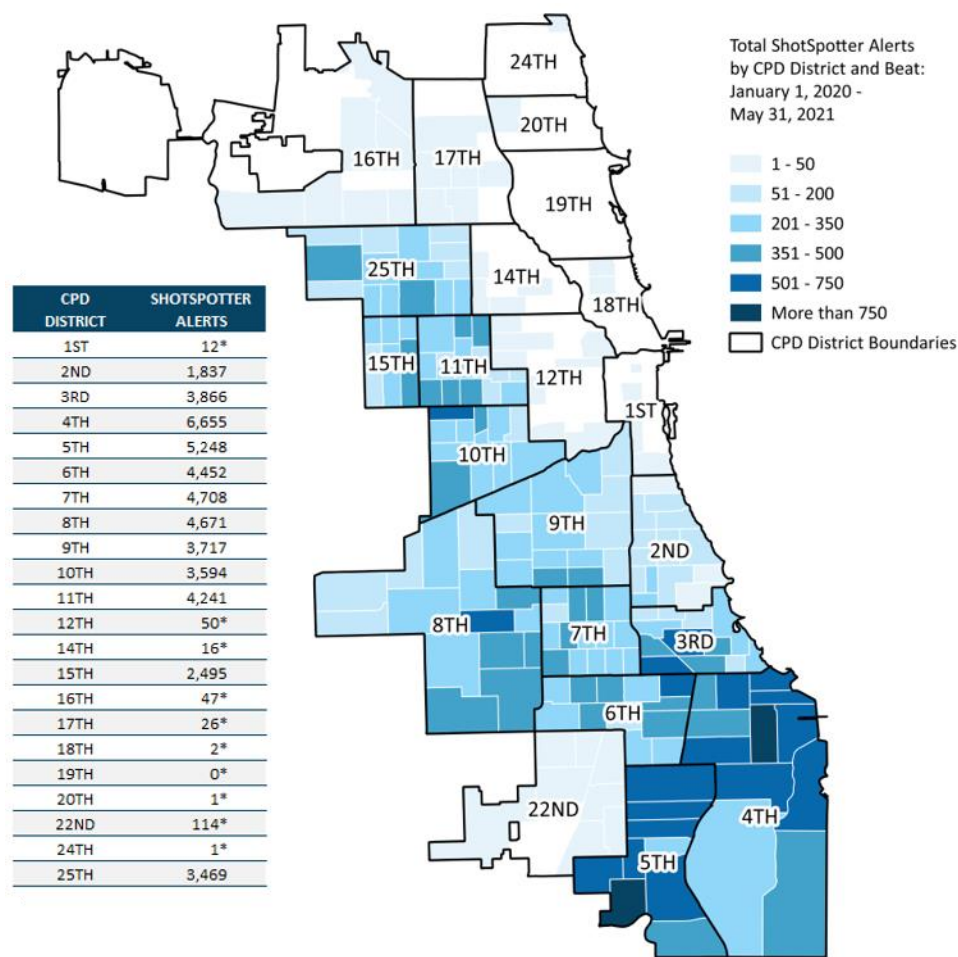 Total ShotSpotter Alerts
by CPD District and Beat:
January 1, 2020 -
May 31, 2021
1 - 50
51 - 200
201 - 350
351 - 500
501 - 750
More than 750
CPD District Boundaries
24TH
20TH
16TH
17TH
19TH
25TH
14TH
18TH
15TH
11TH
12TH
1ST
10TH
9TH
2ND
8TH
7TH
3RD
6TH
22ND
4TH
5TH
CPD DISTRICT SHOTSPOTTER ALERTS
1ST 12*
2ND 1,837
3RD 3,866
4TH 6,655
5TH 5,248
6TH 4,452
7TH 4,708
8TH 4,671
9TH 3,717
10TH 3,594
11TH 4,241
12TH 50*
14TH 16*
15TH 2,495
16TH 47*
17TH 26*
18TH 2*
19TH 0*
20TH 1*
22ND 114*
24TH 1*
25TH 3,469